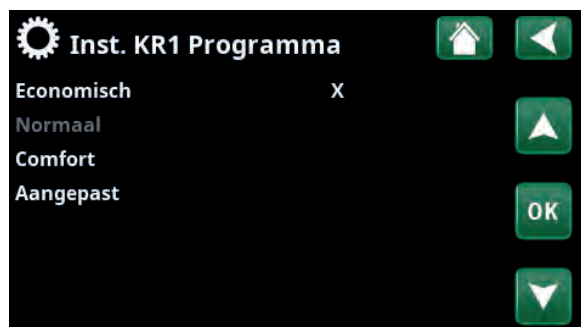 Inst. KR1 Programma
Economisch X
Normaal
Comfort
Aangepast
OK